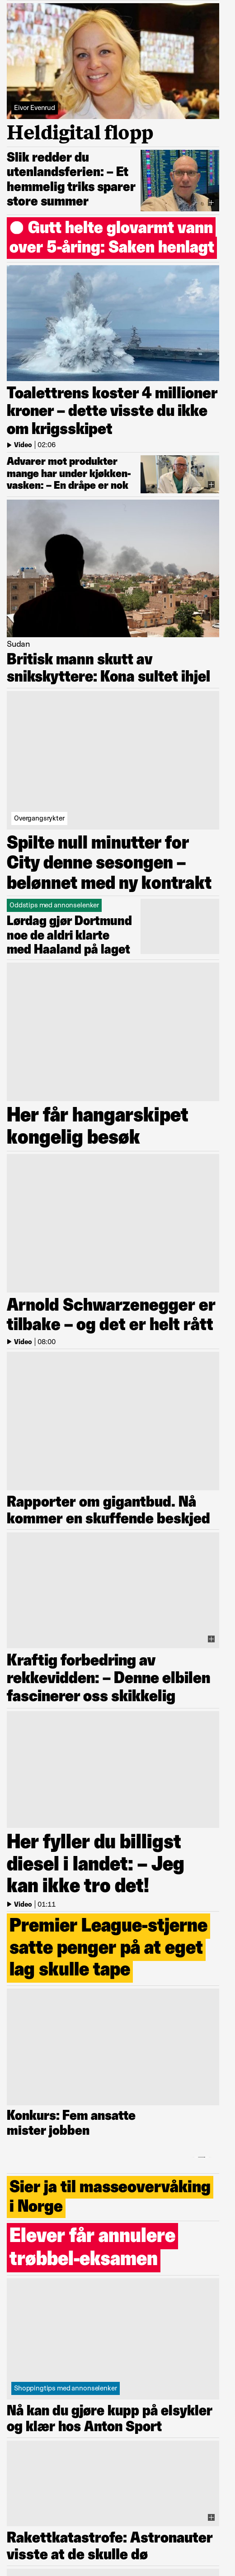 Eivor Evenrud
Heldigital flopp
Slik redder du
utenlandsferien: – Et
hemmelig triks sparer
store summer
Gutt helte glovarmt vann
over 5-åring: Saken henlagt
Toalettrens koster 4 millioner
kroner – dette visste du ikke
om krigsskipet
Video | 02:06
Advarer mot produkter
mange har under kjøkken-
vasken: – En dråpe er nok
Sudan
Britisk mann skutt av
snikskyttere: Kona sultet ihjel
Overgangsrykter
Spilte null minutter for
City denne sesongen –
belønnet med ny kontrakt
Oddstips med annonselenker
Lørdag gjør Dortmund
noe de aldri klarte
med Haaland på laget
Her får hangarskipet
kongelig besøk
Arnold Schwarzenegger er
tilbake – og det er helt rått
Video | 08:00
Rapporter om gigantbud. Nå
kommer en skuffende beskjed
Kraftig forbedring av
rekkevidden: – Denne elbilen
fascinerer oss skikkelig
Her fyller du billigst
diesel i landet: – Jeg
kan ikke tro det!
Video | 01:11
Premier League-stjerne
satte penger på at eget
lag skulle tape
Konkurs: Fem ansatte
mister jobben
Sier ja til masseovervåking
i Norge
Elever får annulere
trøbbel-eksamen
Shoppingtips med annonselenker
Nå kan du gjøre kupp på elsykler
og klær hos Anton Sport
Rakettkatastrofe: Astronauter
visste at de skulle dø